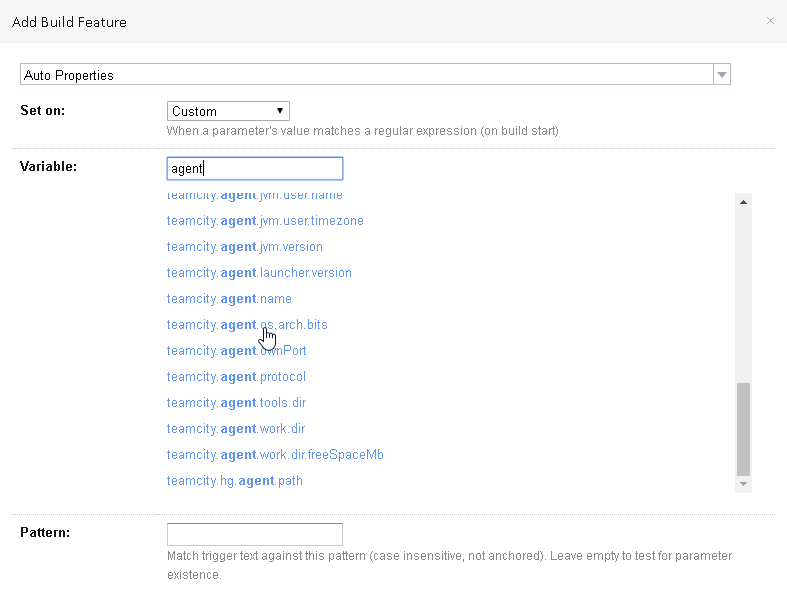 Add Build Feature
×
Auto Properties
Set on:
Custom
When a parameter's value matches a regular expression (on build start)
Variable:
agent
teamcity.agent.jvm.user.name
teamcity.agent.jvm.user.timezone
teamcity.agent.jvm.version
teamcity.agent.launcher.version
teamcity.agent.name
teamcity.agent.os.arch.bits
teamcity.agent.ownPort
teamcity.agent.protocol
teamcity.agent.tools.dir
teamcity.agent.work.dir
teamcity.agent.work.dir.freeSpaceMb
teamcity.hg.agent.path
Pattern:
Match trigger text against this pattern (case insensitive, not anchored). Leave empty to test for parameter
existence.